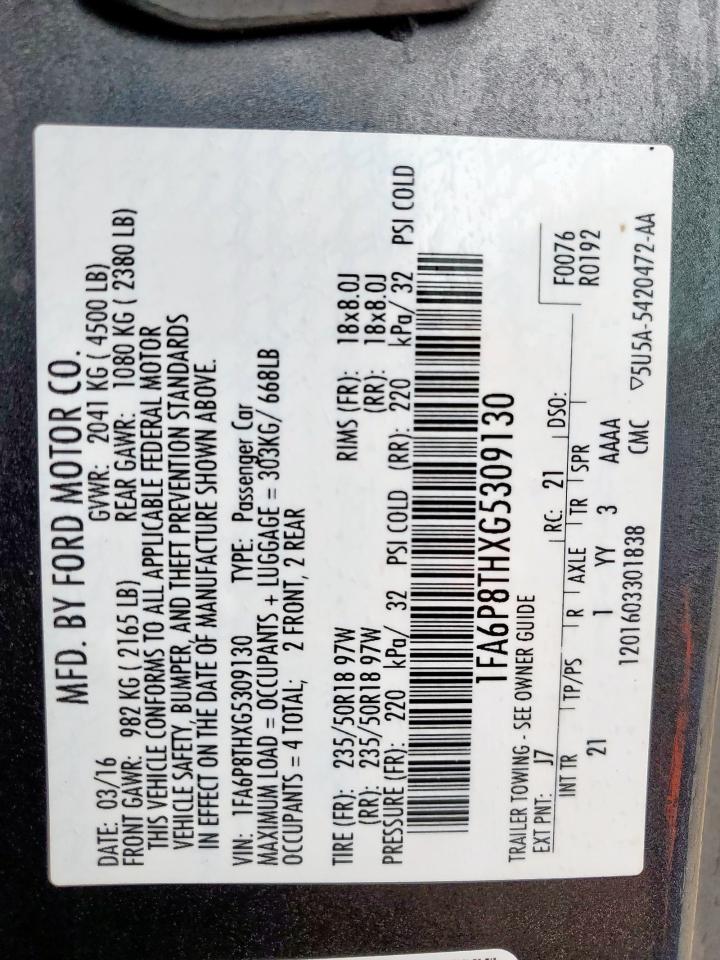 MFD. BY FORD MOTOR CO.
DATE: 03/16 GVWR: 2041 KG ( 4500 LB)
FRONT GAWR: 982 KG ( 2165 LB) REAR GAWR: 1080 KG ( 2380 LB)
THIS VEHICLE CONFORMS TO ALL APPLICABLE FEDERAL MOTOR
VEHICLE SAFETY, BUMPER, AND THEFT PREVENTION STANDARDS
IN EFFECT ON THE DATE OF MANUFACTURE SHOWN ABOVE.
VIN: 1FA6P8THXG5309130 TYPE: Passenger Car
MAXIMUM LOAD = OCCUPANTS + LUGGAGE = 303KG/ 668LB
OCCUPANTS = 4 TOTAL; 2 FRONT, 2 REAR
TIRE (FR): 235/50R18 97W RIMS (FR): 18x8.0J
(RR): 235/50R18 97W (RR): 18x8.0J
PRESSURE (FR): 220 kPa/ 32 PSI COLD (RR): 220 kPa/ 32 PSI COLD
1FA6P8THXG5309130
TRAILER TOWING - SEE OWNER GUIDE
EXT PNT: J7 RC: 21 DSO: F0076
R0192
INT TR TP/PS R AXLE TR SPR
21 1 YY 3 AAAA
1201603301838 CMC ▽5U5A-5420472-AA